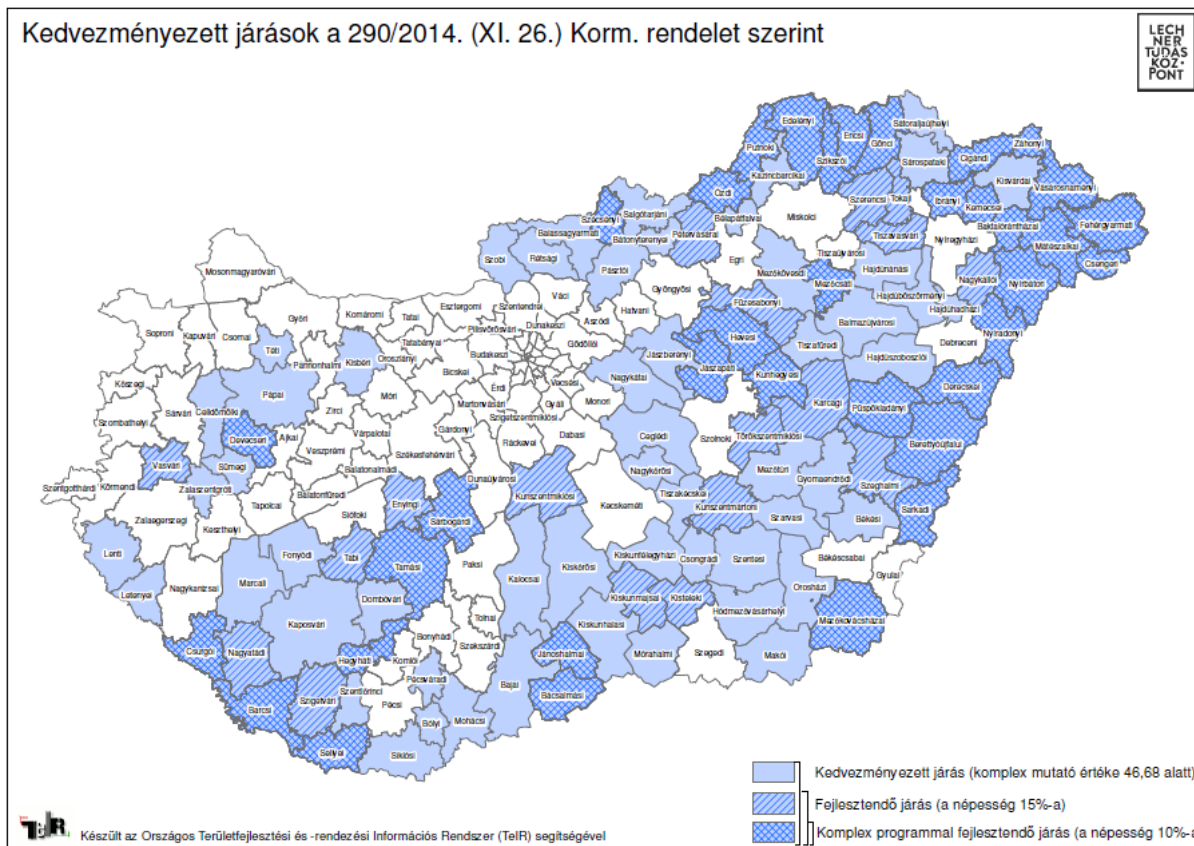 Kedvezményezett járások a 290/2014. (XI. 26.) Korm. rendelet szerint
LECH
NER
TUDÁS
KÖZ•
PONT
Sátoraljaújhelyi
Edelényi
Encsi
Gönci
Záhonyi
Putnoki
Szikszói
Sárospataki
Cigándi
Kisvárdai
Kazincbarcikai
Vásárosnaményi
Ózdi
Szerencsi
Tokaji
Ibrányi
Kemecsei
Szécsényi
Salgótarjáni
Bélapátfalvai
Miskolci
Baktalórántházai
Fehérgyarmati
Balassagyarmati
Bátonyterenyei
Pétervásárai
Tiszavasvári
Nyíregyházi
Mátészalkai
Szobi
Rétsági
Pásztói
Egri
Tiszaújvárosi
Csengeri
Mosonmagyaróvári
Mezőkövesdi
Mezőcsáti
Hajdúnánási
Nagykállói
Nyírbátori
Váci
Gyöngyösi
Füzesabonyi
Hajdúböszörményi
Komáromi
Tatai
Esztergomi
Szentendrei
Aszódi
Hatvani
Hajdúhadházi
Győri
Dunakeszi
Balmazújvárosi
Soproni
Kapuvári
Csornai
Pilisvörösvári
Hevesi
Nyíradonyi
Téti
Tatabányai
Gödöllői
Tiszafüredi
Debreceni
Pannonhalmi
Kisbéri
Oroszlányi
Budakeszi
Jászberényi
Hajdúszoboszlói
Bicskei
Jászapáti
Kunhegyesi
Kőszegi
Pápai
Zirci
Móri
Érdi
Vecsési
Nagykátai
Karcagi
Derecskei
Sárvári
Celldömölki
Martonvásári
Gyáli
Monori
Püspökladányi
Szombathelyi
Devecseri
Ajkai
Várpalotai
Gárdonyi
Szigetszentmiklósi
Ceglédi
Szolnoki
Törökszentmiklósi
Berettyóújfalui
Veszprémi
Székesfehérvári
Ráckevei
Dabasi
Vasvári
Sümegi
Balatonalmádi
Nagykőrösi
Mezőtúri
Szentgotthárdi
Körmendi
Zalaszentgróti
Balatonfüredi
Dunaújvárosi
Gyomaendrődi
Szeghalmi
Tapolcai
Enyingi
Kunszentmiklósi
Tiszakécskei
Zalaegerszegi
Keszthelyi
Siófoki
Sárbogárdi
Kecskeméti
Kunszentmártoni
Szarvasi
Békési
Sarkadi
Lenti
Fonyódi
Tabi
Tamási
Paksi
Kiskunfélegyházi
Csongrádi
Szentesi
Békéscsabai
Nagykanizsai
Marcali
Kalocsai
Kiskőrösi
Gyulai
Letenyei
Dombóvári
Kiskunmajsai
Kisteleki
Orosházi
Kaposvári
Tolnai
Hódmezővásárhelyi
Mezőkovácsházai
Bonyhádi
Kiskunhalasi
Csurgói
Nagyatádi
Hegyháti
Komlói
Szekszárdi
Jánoshalmai
Mórahalmi
Szegedi
Makói
Pécsváradi
Szigetvári
Szentlőrinci
Bajai
Barcsi
Pécsi
Bácsalmási
Bólyi
Mohácsi
Sellyei
Siklósi
Kedvezményezett járás (komplex mutató értéke 46,68 alatt)
Fejlesztendő járás (a népesség 15%-a)
Komplex programmal fejlesztendő járás (a népesség 10%-a
TeIR
Készült az Országos Területfejlesztési és -rendezési Információs Rendszer (TeIR) segítségével